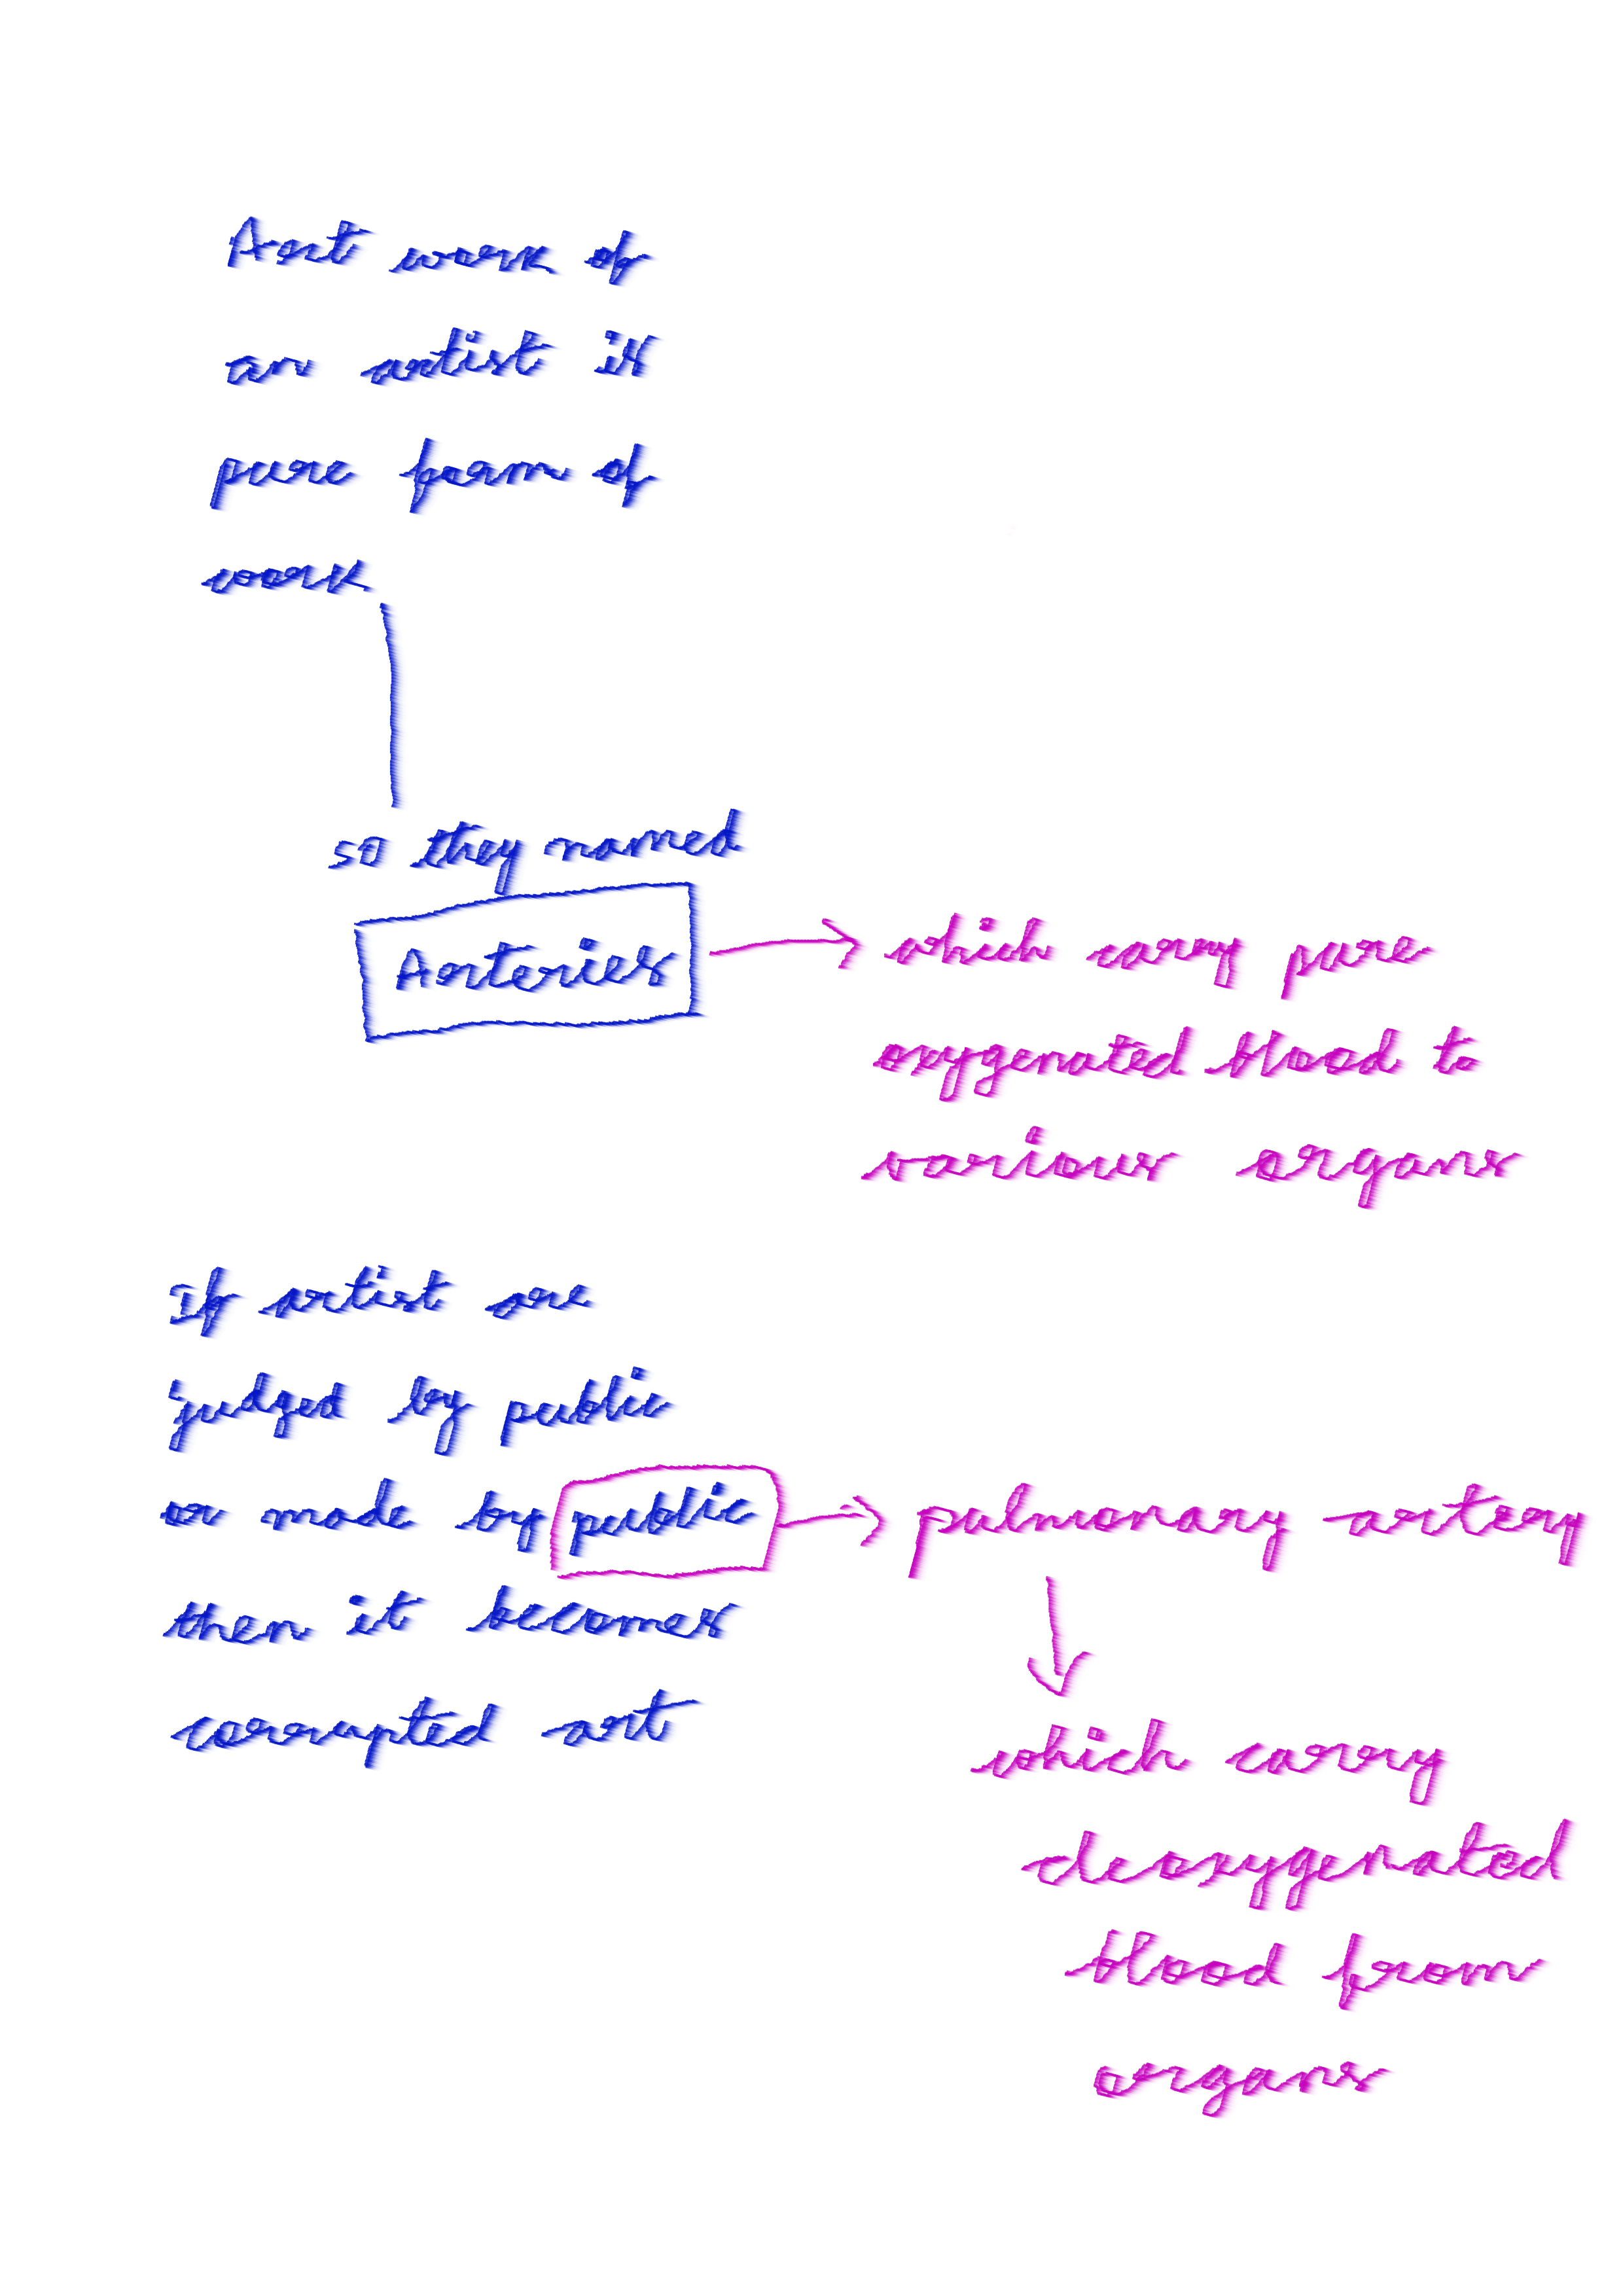 Art work of
an artist is
pure form of
work
so they named
Arteries
which carry pure
oxygenated blood to
various organs
If artist are
judged by public
or made by public
pulmonary artery
then it becomes
corrupted art
which carry
deoxygenated
blood from
organs